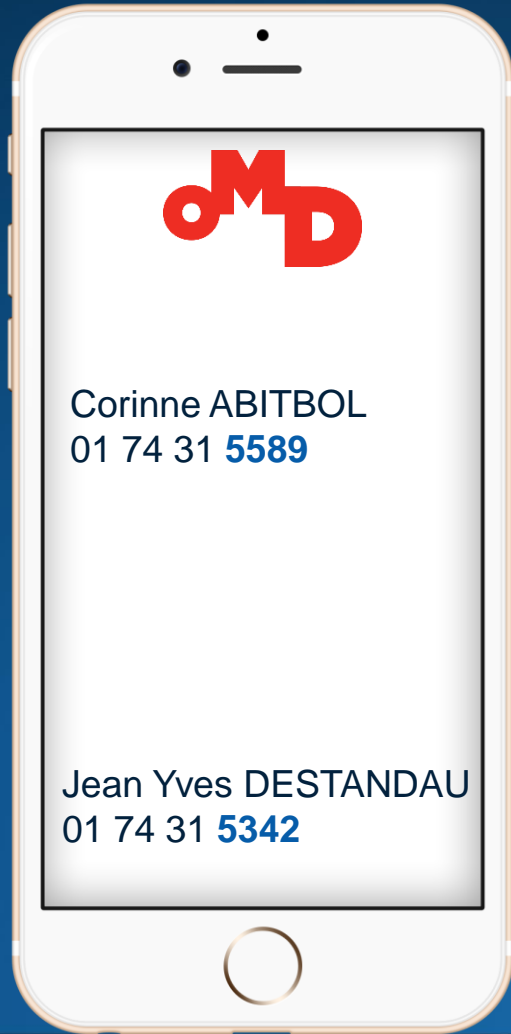 OMD
Corinne ABITBOL
01 74 31 5589
Jean Yves DESTANDAU
01 74 31 5342